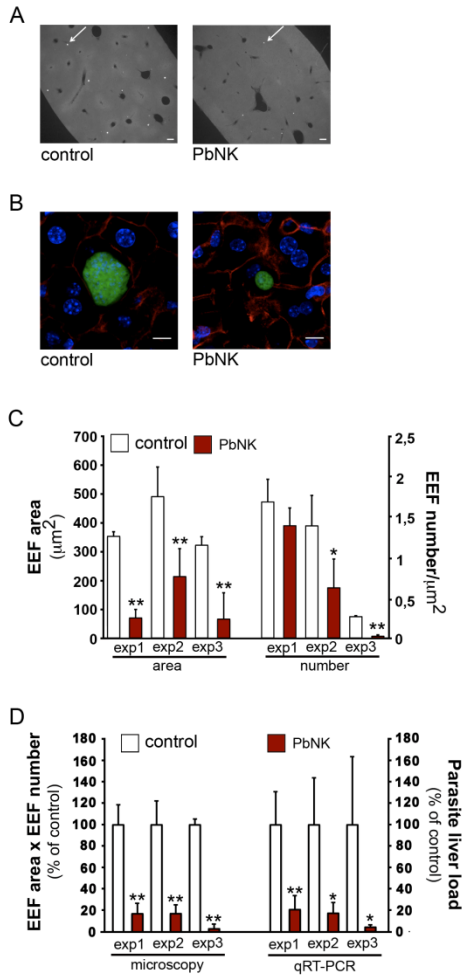 A
control PbNK
B
control PbNK
C
control PbNK
EEF area
(μm2)
700
600
500
400
300
200
100
0
2,5
2
1,5
1
0,5
0
EEF number/μm2
** ** ** * **
exp1 exp2 exp3 exp1 exp2 exp3
area number
D
control PbNK
EEF area x EEF number
(% of control)
180
160
140
120
100
80
60
40
20
0
180
160
140
120
100
80
60
40
20
0
Parasite liver load
(% of control)
** ** ** ** * *
exp1 exp2 exp3 exp1 exp2 exp3
microscopy qRT-PCR